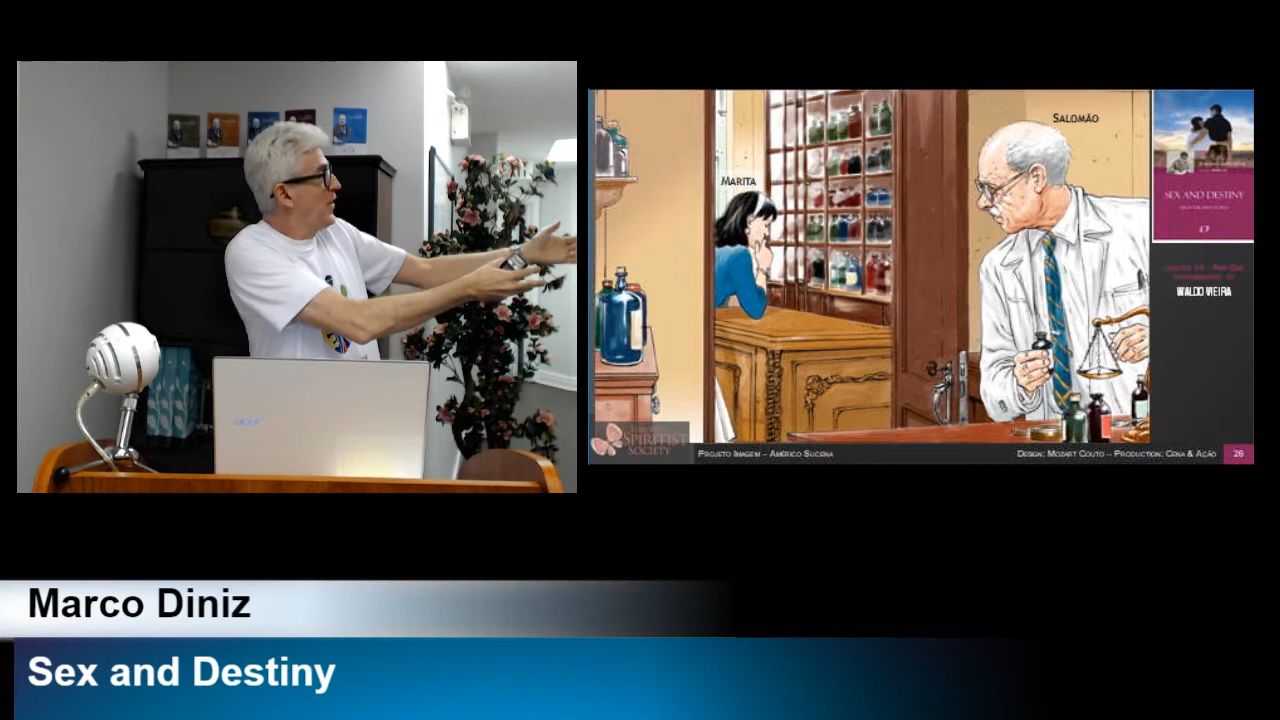 acer
SALOMÃO
MARITA
SEX AND DESTINY
WALDO VIEIRA
SPIRITIST
SOCIETY
PROJETO IMAGEM – AMÉRICO SUCENA
DESIGN: MOZART COUTO – PRODUCTION: CENA & AÇÃO
26
Marco Diniz
Sex and Destiny